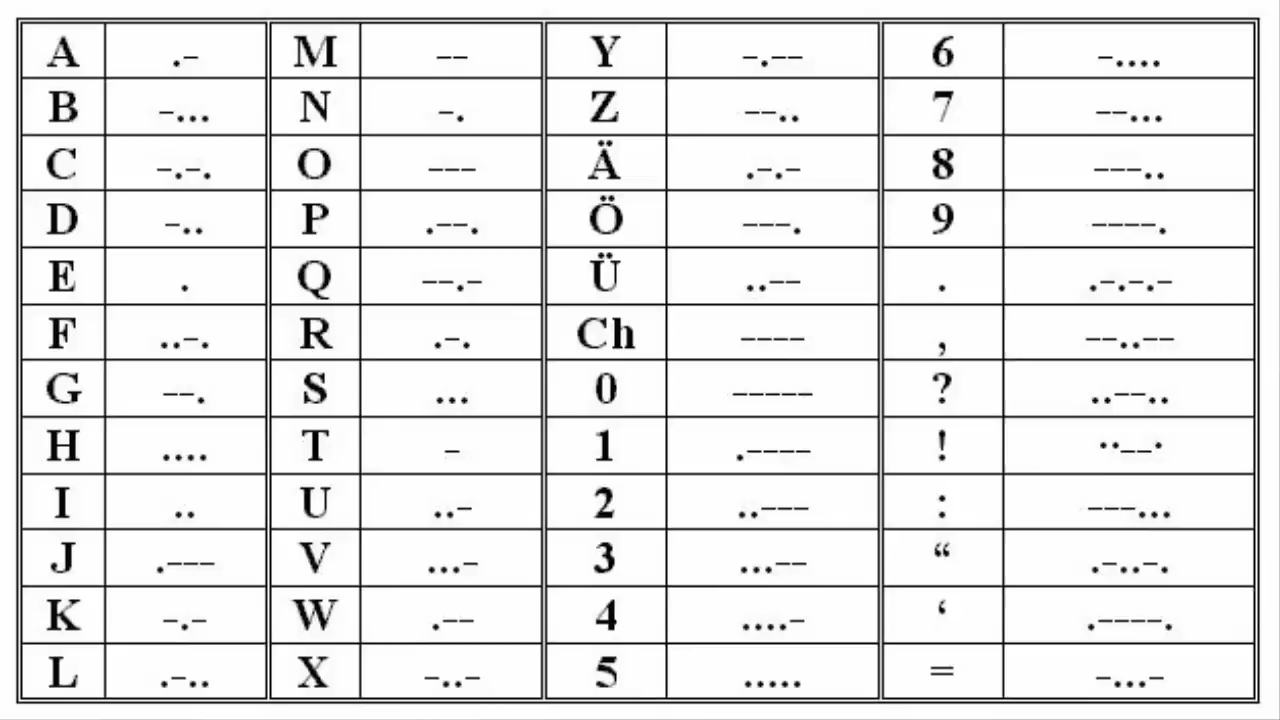 A .- M -- Y -.-- 6 -....
B -... N -. Z --.. 7 --...
C -.-. O --- Ä .-.- 8 ---..
D -.. P .--. Ö ---. 9 ----.
E . Q --.- Ü ..-- . .-.-.-
F ..-. R .-. Ch ---- , --..--
G --. S ... 0 ----- ? ..--..
H .... T - 1 .---- ! ··--·
I .. U ..- 2 ..--- : ---...
J .--- V ...- 3 ...-- “ .-..-.
K -.- W .-- 4 ....- ‘ .----.
L .-.. X -..- 5 ..... = -...-